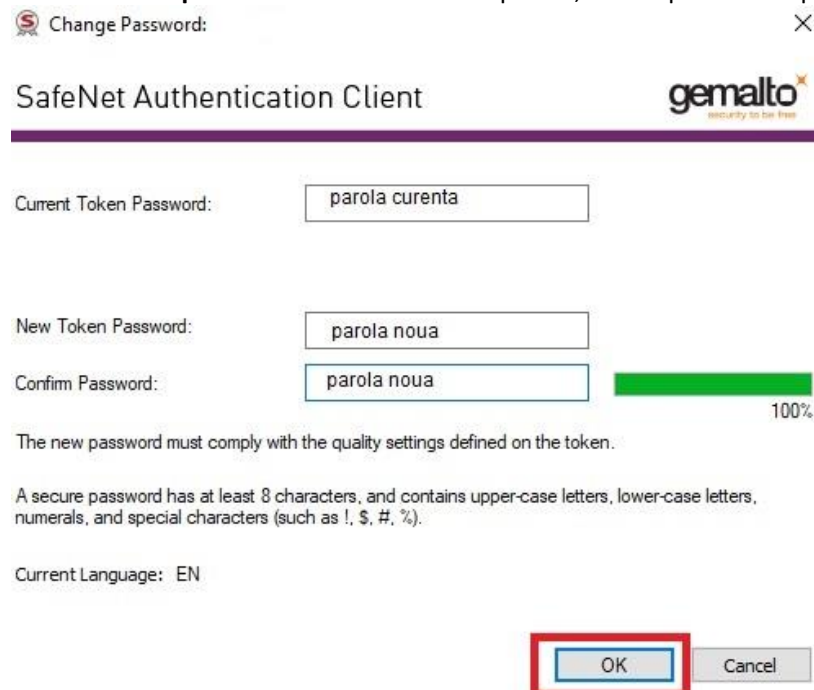 Change Password:
SafeNet Authentication Client
gemalto
security to be free
Current Token Password: parola curenta
New Token Password: parola noua
Confirm Password: parola noua
100%
The new password must comply with the quality settings defined on the token.
A secure password has at least 8 characters, and contains upper-case letters, lower-case letters,
numerals, and special characters (such as !, $, #, %).
Current Language: EN
OK Cancel